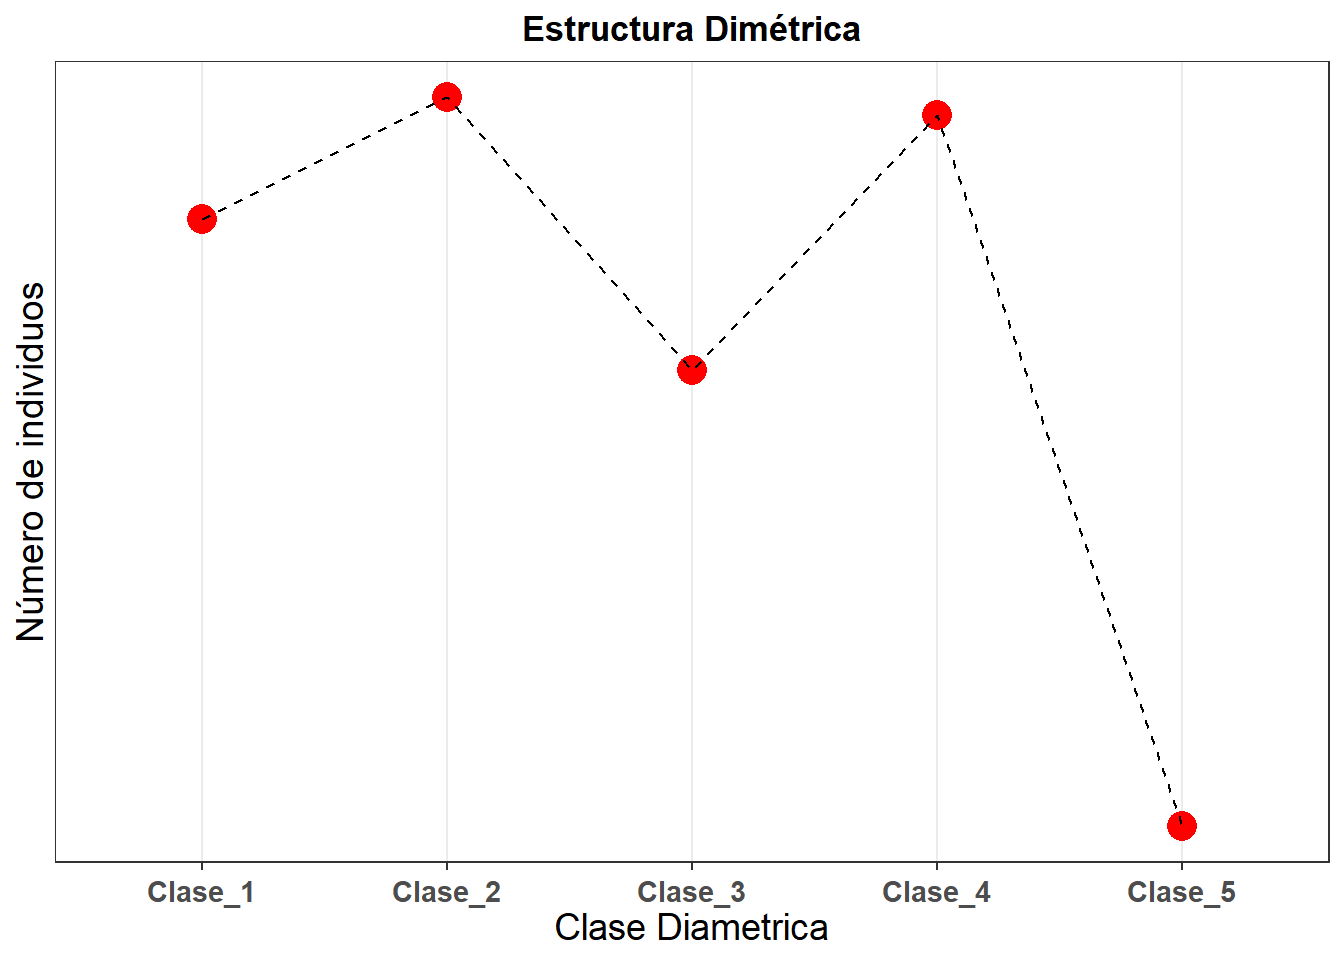 Estructura Dimétrica
Número de individuos
Clase_1 Clase_2 Clase_3 Clase_4 Clase_5
Clase Diametrica